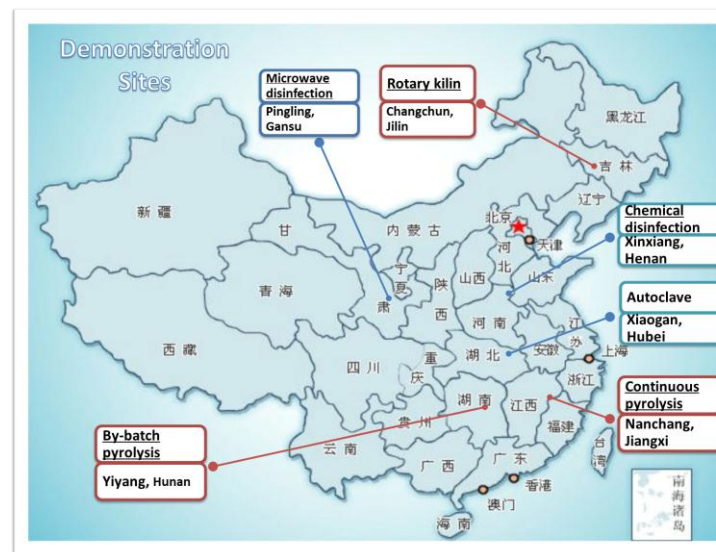 Demonstration
Sites
Microwave disinfection
Pingling,
Gansu
Rotary kilin
Changchun,
Jilin
Chemical
disinfection
Xinxiang,
Henan
Autoclave
Xiaogan,
Hubei
Continuous
pyrolysis
Nanchang,
Jiangxi
By-batch
pyrolysis
Yiyang, Hunan
黑龙江
吉林
辽宁
新疆
甘
内蒙古
北京
天津
河
北
山西
山东
宁
夏
陕
西
青海
肃
河南
江
苏
西藏
四川
重
庆
湖北
安徽
上海
浙江
湖南
江西
福建
贵州
云南
广西
广东
台
湾
香港
澳门
海南
南
海
诸
岛